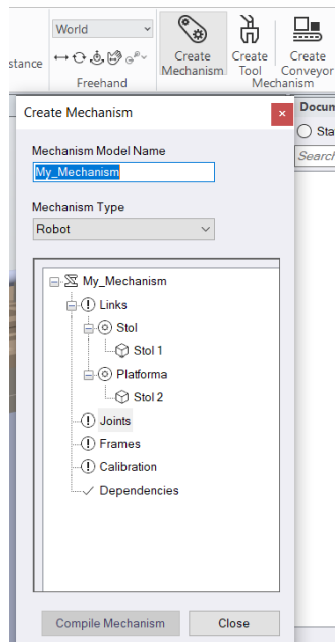 World
stance
Freehand
Create
Mechanism
Create
Tool
Create
Conveyor
Mechanism
Create Mechanism
Docum
Sta
Search
Mechanism Model Name
My_Mechanism
Mechanism Type
Robot
My_Mechanism
Links
Stol
Stol 1
Platforma
Stol 2
Joints
Frames
Calibration
Dependencies
Compile Mechanism
Close